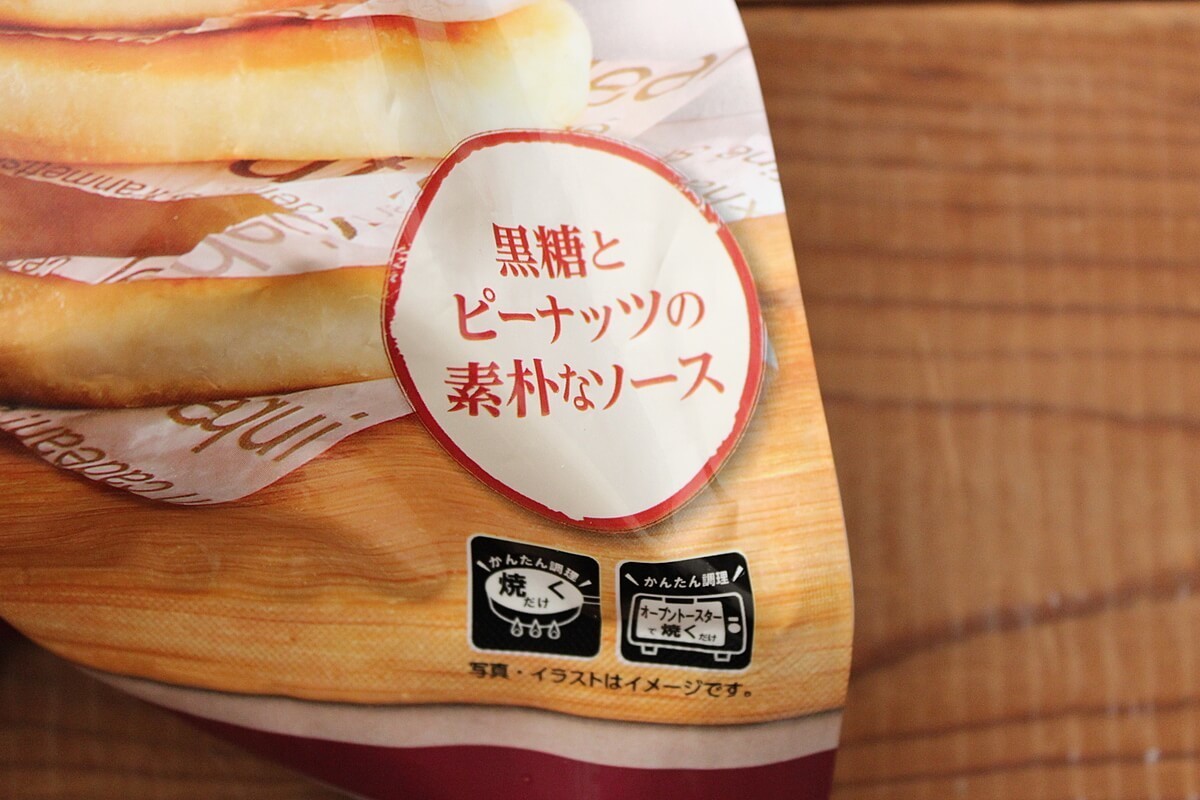 黒糖と
ピーナッツの
素朴なソース
かんたん調理
焼く
だけ
かんたん調理
オーブントースター
で焼くだけ
写真・イラストはイメージです。